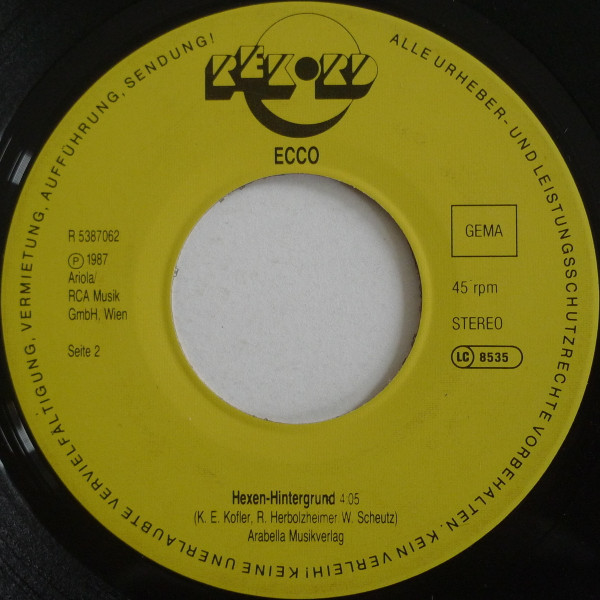 REKORD
ECCO
R 5387062
Ⓟ 1987
Ariola/
RCA Musik
GmbH, Wien
Seite 2
GEMA
45 rpm
STEREO
LC 8535
Hexen-Hintergrund 4:05
(K. E. Kofler, R. Herbolzheimer/W. Scheutz)
Arabella Musikverlag
ALLE URHEBER- UND LEISTUNGSSCHUTZRECHTE VORBEHALTEN. KEIN VERLEIH! KEINE UNERLAUBTE VERVIELFÄLTIGUNG, VERMIETUNG, AUFFÜHRUNG, SENDUNG!